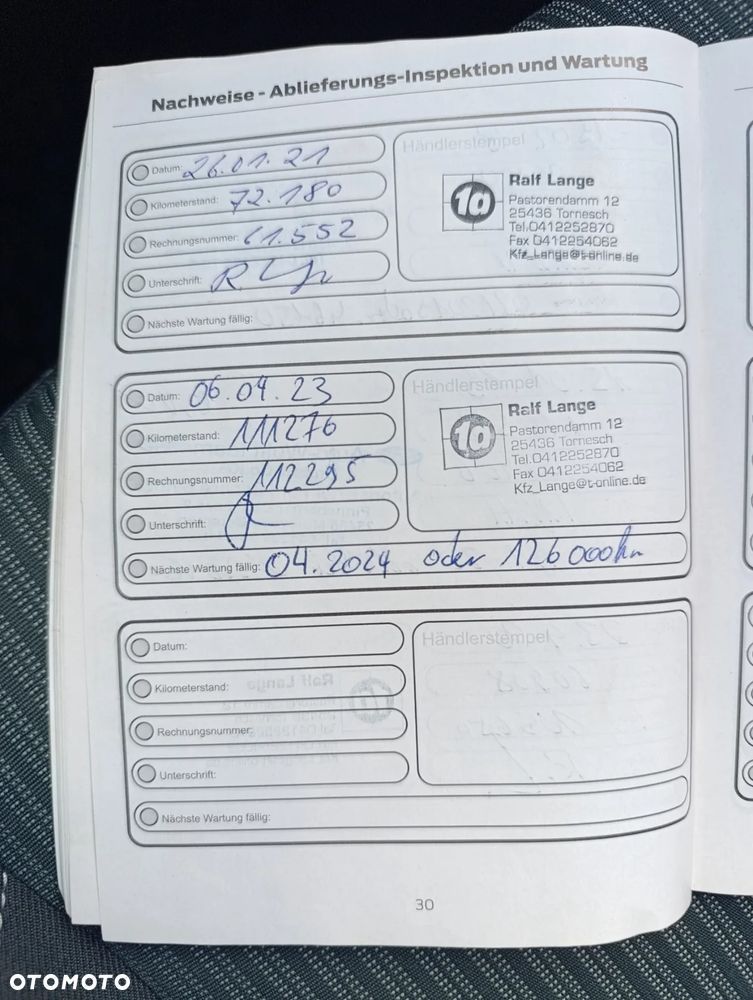 Nachweise - Ablieferungs-Inspektion und Wartung
Datum: 26.01.21
Kilometerstand: 72.180
Rechnungsnummer: 61.552
Unterschrift:
Nächste Wartung fällig:
Händlerstempel
1a
Ralf Lange
Pastorendamm 12
25436 Tornesch
Tel.0412252870
Fax 0412254062
Kfz_Lange@t-online.de
Datum: 06.04.23
Kilometerstand: 111276
Rechnungsnummer: 112295
Unterschrift:
Nächste Wartung fällig: 04.2024 oder 126000km
Händlerstempel
1a
Ralf Lange
Pastorendamm 12
25436 Tornesch
Tel.0412252870
Fax 0412254062
Kfz_Lange@t-online.de
Datum:
Kilometerstand:
Rechnungsnummer:
Unterschrift:
Nächste Wartung fällig:
Händlerstempel
30
OTOMOTO